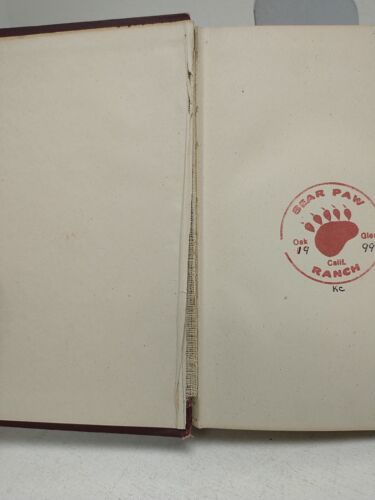 BEAR PAW
Oak Glen
19 99
Calif.
RANCH
KC